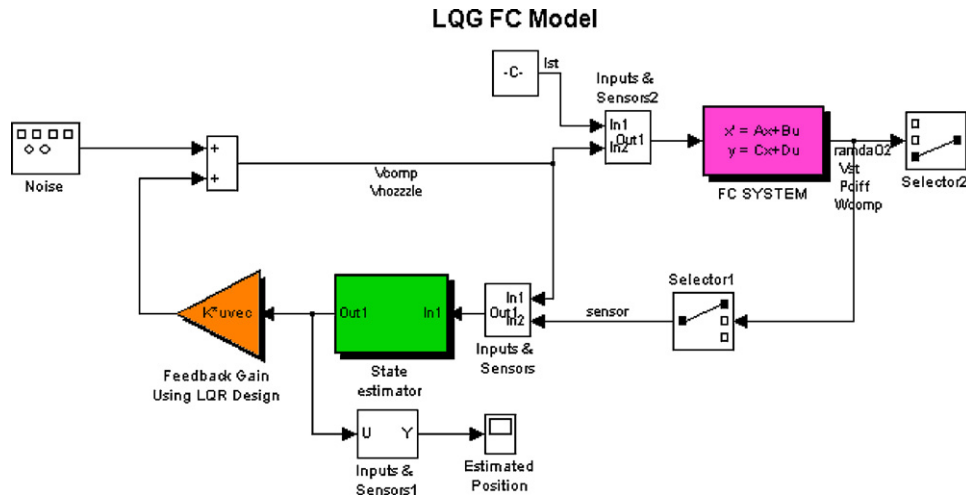 LQG FC Model
-C-
Ist
Inputs &
Sensors2
In1
In2
Out1
x' = Ax+Bu
y = Cx+Du
FC SYSTEM
ramda02
Vst
Pdiff
Wcomp
Selector2
Noise
+
+
Vcomp
Vhozzzle
Selector1
sensor
In1
In2
Out1
Inputs &
Sensors
Out1
In1
State
estimator
K*uvec
Feedback Gain
Using LQR Design
U
Y
Inputs &
Sensors1
Estimated
Position